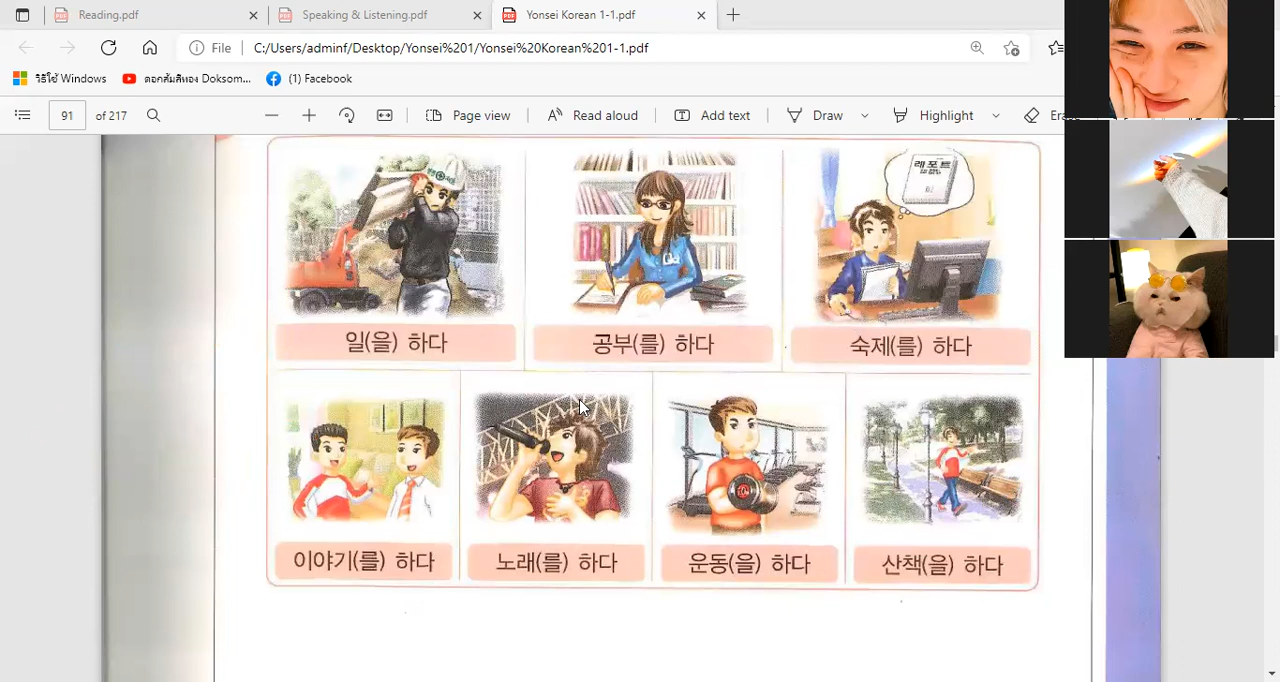 Reading.pdf
Speaking & Listening.pdf
Yonsei Korean 1-1.pdf
File
C:/Users/adminf/Desktop/Yonsei%201/Yonsei%20Korean%201-1.pdf
วิธีใช้ Windows
ดอกส้มสีทอง Doksom...
(1) Facebook
91
of 217
Page view
Read aloud
Add text
Draw
Highlight
레포트
일(을) 하다
공부(를) 하다
숙제(를) 하다
이야기(를) 하다
노래(를) 하다
운동(을) 하다
산책(을) 하다